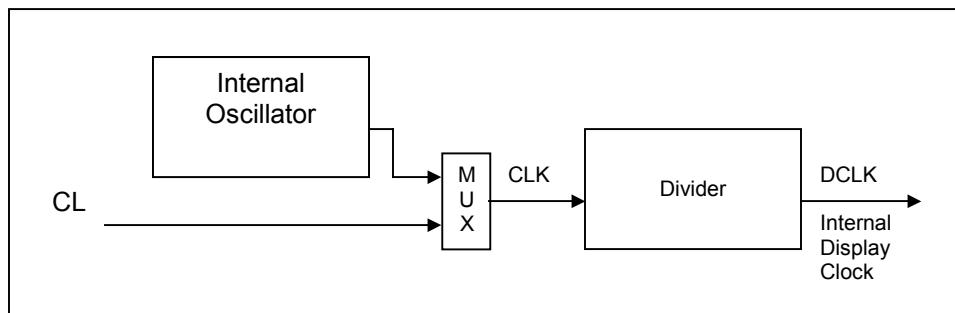 Internal
Oscillator
CL
M
U
X
CLK
Divider
DCLK
Internal
Display
Clock